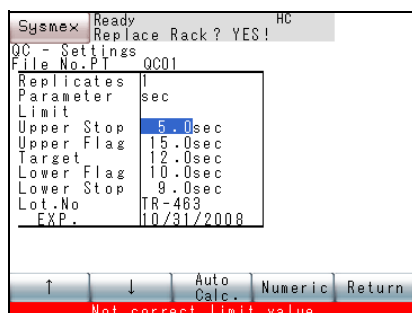 Sysmex Ready HC
Replace Rack? YES!
QC - Settings
File No.PT QC01
Replicates 1
Parameter sec
Limit
Upper Stop 5.0sec
Upper Flag 15.0sec
Target 12.0sec
Lower Flag 10.0sec
Lower Stop 9.0sec
Lot.No TR-463
EXP. 10/31/2008
↑ ↓ Auto Calc. Numeric Return
Not correct limit value